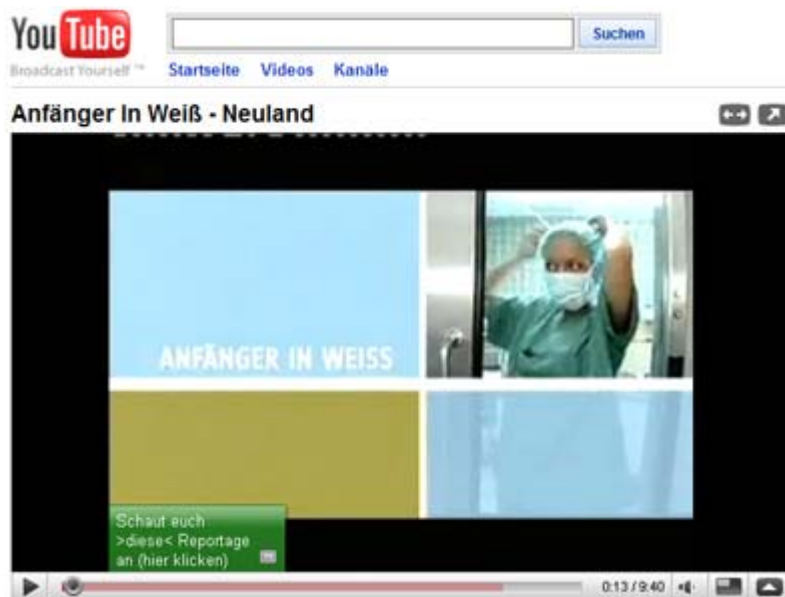 You Tube
Suchen
Broadcast Yourself ™
Startseite Videos Kanäle
Anfänger In Weiß - Neuland
ANFÄNGER IN WEISS
Schaut euch
>diese< Reportage
an (hier klicken)
0:13 / 9:40